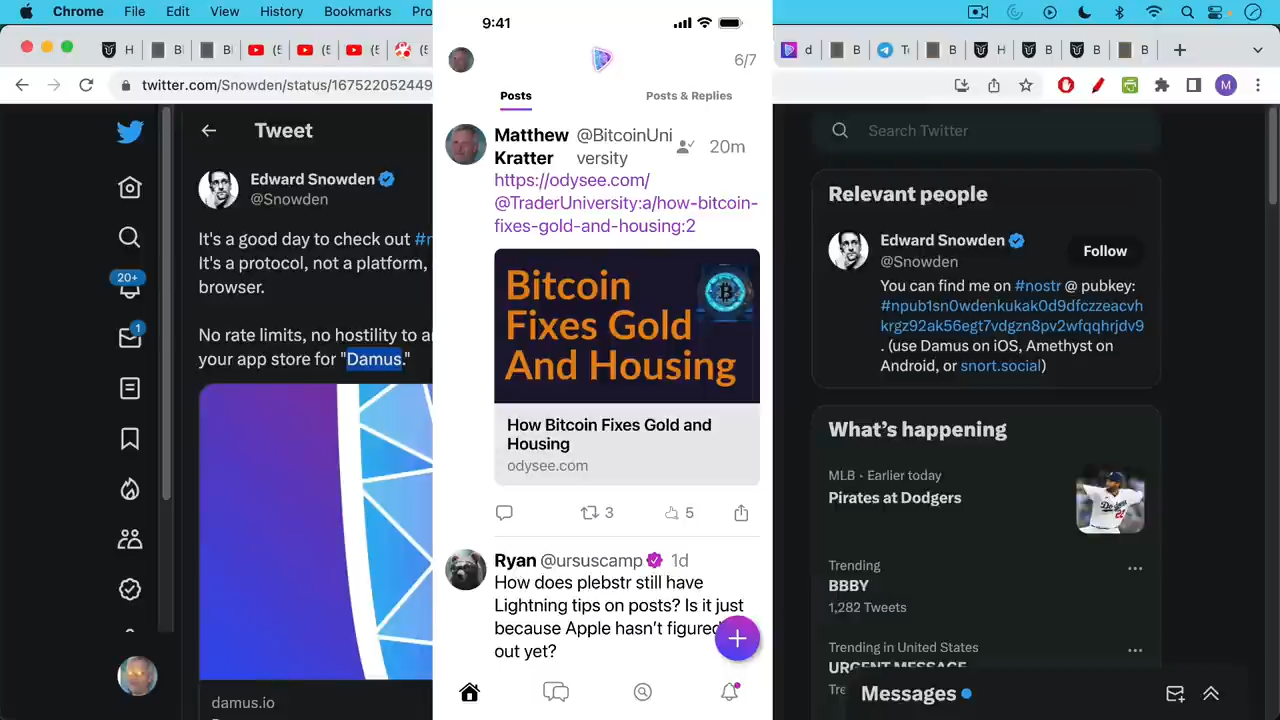 File Edit View History Bookmarks
twitter.com/Snowden/status/1675220524​49
Tweet
Edward Snowden
@Snowden
It's a good day to check out
It's a protocol, not a platform,
browser.
No rate limits, no hostility to
your app store for "Damus."
20+
1
damus.io
9:41
6/7
Posts
Posts & Replies
Matthew @BitcoinUni
Kratter versity
20m
https://odysee.com/
@TraderUniversity:a/how-bitcoin-
fixes-gold-and-housing:2
Bitcoin
Fixes Gold
And Housing
How Bitcoin Fixes Gold and
Housing
odysee.com
3
5
Ryan @ursuscamp 1d
How does plebstr still have
Lightning tips on posts? Is it just
because Apple hasn't figured
out yet?
M
Search Twitter
Relevant people
Edward Snowden
@Snowden
Follow
You can find me on #nostr @ pubkey:
#npub1sn0wdenkukak0d9dfczzeacvh
krgz92ak56egt7vdgzn8pv2wfqqhrjdv9
. (use Damus on iOS, Amethyst on
Android, or snort.social)
What's happening
MLB · Earlier today
Pirates at Dodgers
Trending
BBBY
1,282 Tweets
Trending in United States
URGENT MESSAGE
Messages